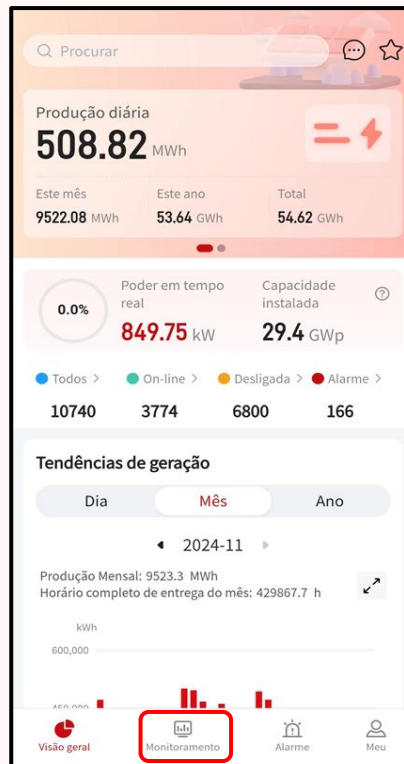 Procurar
Produção diária
508.82 MWh
Este mês Este ano Total
9522.08 MWh 53.64 GWh 54.62 GWh
0.0%
Poder em tempo real
Capacidade instalada
849.75 kW 29.4 GWp
Todos > On-line > Desligada > Alarme >
10740 3774 6800 166
Tendências de geração
Dia Mês Ano
2024-11
Produção Mensal: 9523.3 MWh
Horário completo de entrega do mês: 429867.7 h
kWh
600,000
450,000
Visão geral Monitoramento Alarme Meu